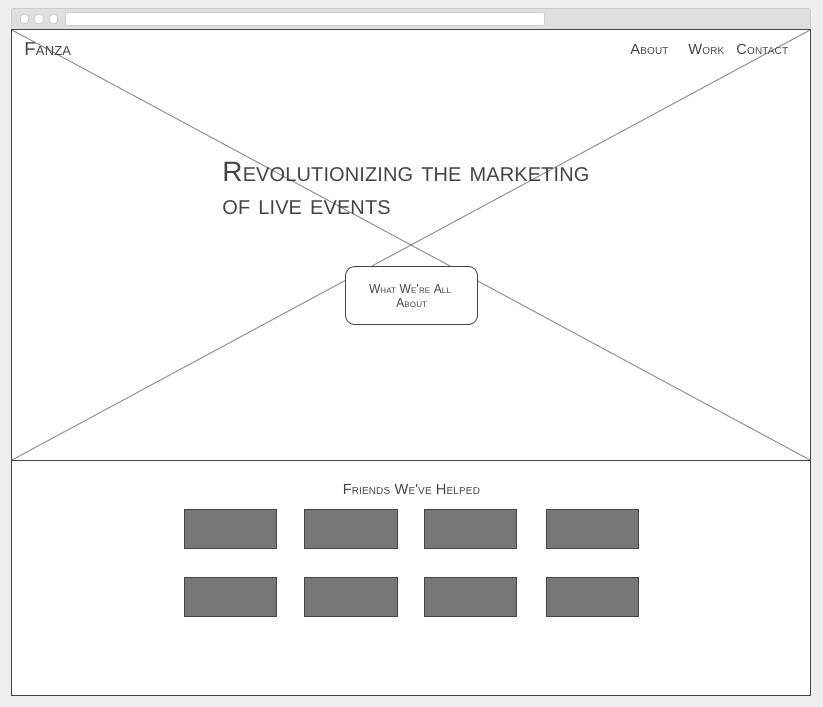 Fanza
About Work Contact
Revolutionizing the marketing
of live events
What We're All
About
Friends We've Helped